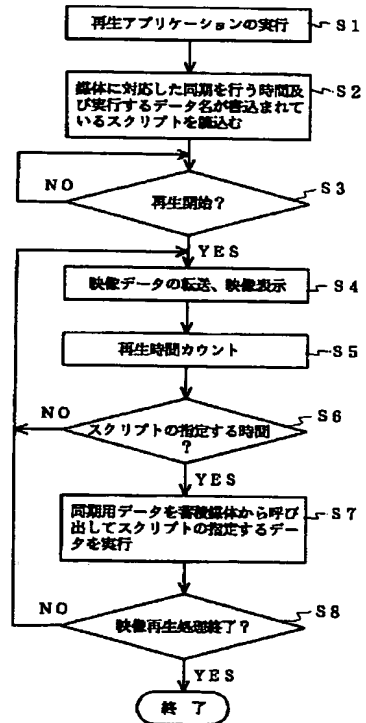 再生アプリケーションの実行
S1
媒体に対応した同期を行う時間及
び実行するデータ名が書込まれて
いるスクリプトを読込む
S2
NO
再生開始?
S3
YES
映像データの転送、映像表示
S4
再生時間カウント
S5
NO
スクリプトの指定する時間
?
S6
YES
同期用データを蓄積媒体から呼び
出してスクリプトの指定するデー
タを実行
S7
NO
映像再生処理終了?
S8
YES
終 了